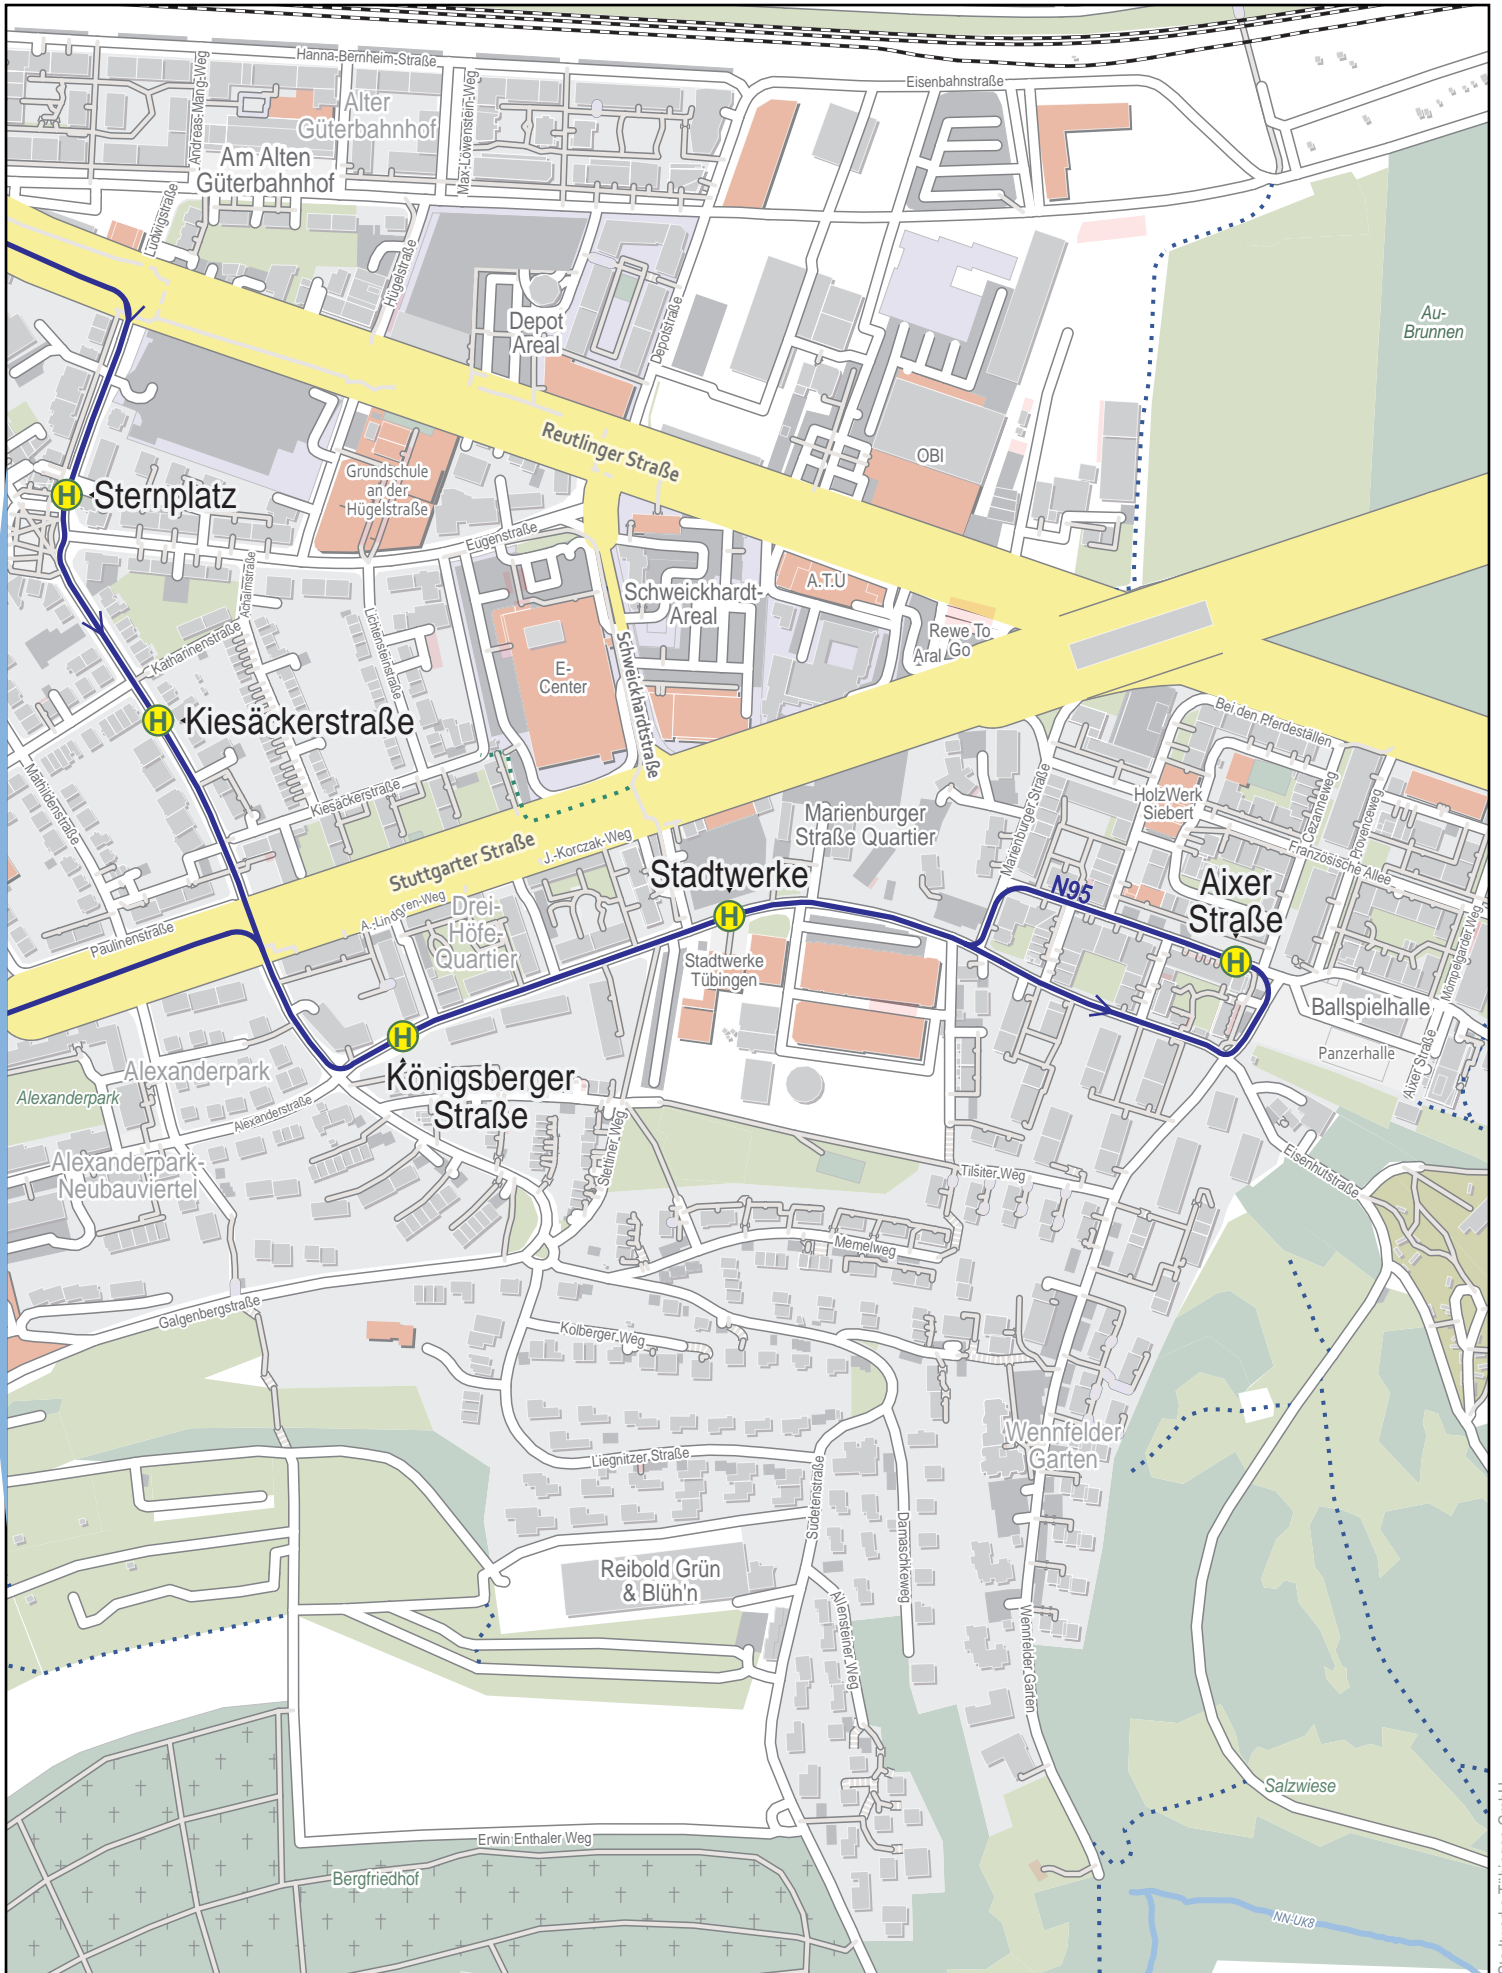 Hanna-Bernheim-Straße
Eisenbahnstraße
Andreas-Mang-Weg
Max-Löwenstein-Weg
Alter
Güterbahnhof
Am Alten
Güterbahnhof
Ludwigstraße
Hügelstraße
Depotstraße
Depot
Areal
Au-
Brunnen
Reutlinger Straße
OBI
Grundschule
an der
Hügelstraße
H Sternplatz
Eugenstraße
Achalmstraße
Lichtensteinstraße
Katharinenstraße
Schweickhardt-
Areal
A.T.U
Rewe To
Go
Aral
E-
Center
Schweickhardtstraße
H Kiesäckerstraße
Kiesäckerstraße
Mathildenstraße
Bei den Pferdeställen
Marienburger Straße
HolzWerk
Siebert
Cezanneweg
Provenceweg
Französische Allee
Marienburger
Straße Quartier
Stuttgarter Straße
J.-Korczak-Weg
A.-Lindgren-Weg
Paulinenstraße
Drei-
Höfe-
Quartier
Stadtwerke
H
Stadtwerke
Tübingen
N95
Aixer
Straße
H
Mömpelgarder Weg
Ballspielhalle
Panzerhalle
Aixer Straße
H
Königsberger
Straße
Alexanderpark
Alexanderpark
Alexanderstraße
Alexanderpark-
Neubauviertel
Stettiner Weg
Tilsiter Weg
Eisenhutstraße
Memelweg
Galgenbergstraße
Kolberger Weg
Liegnitzer Straße
Sudetenstraße
Damaschkeweg
Wennfelder
Garten
Reibold Grün
& Blüh'n
Allensteiner Weg
Wennfelder Garten
Salzwiese
Erwin Enthaler Weg
Bergfriedhof
NN-UK8